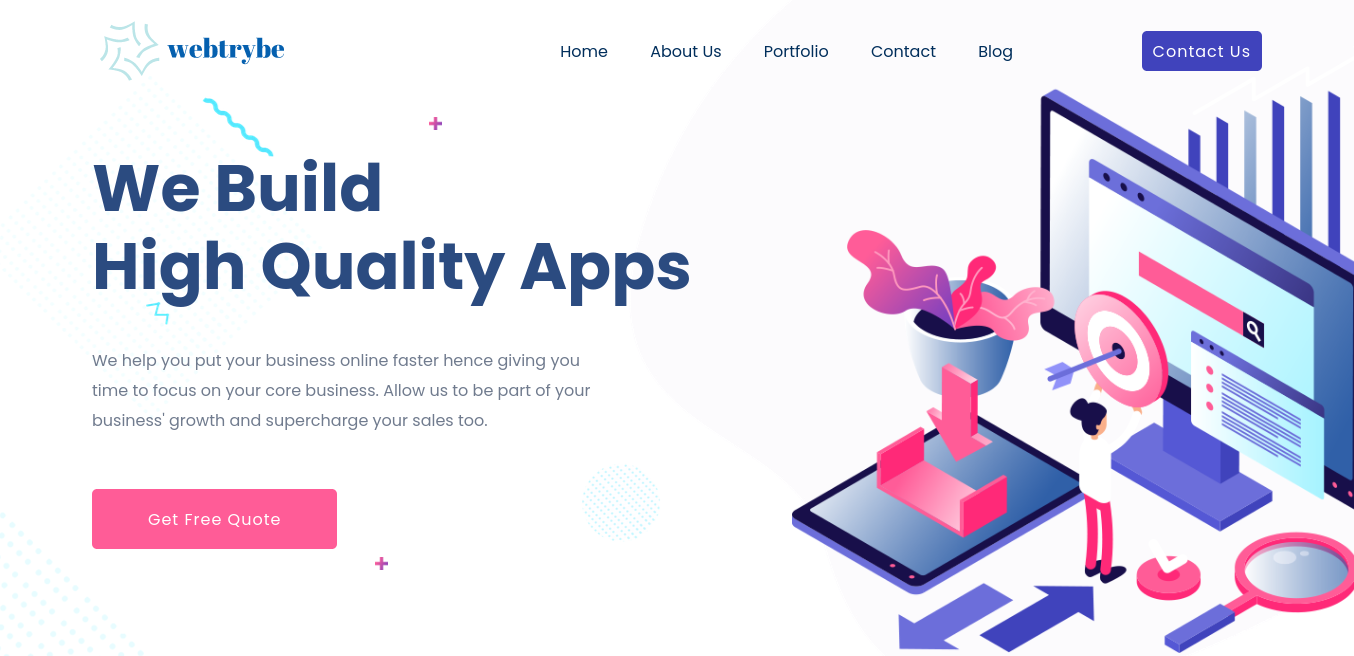 webtrybe
Home About Us Portfolio Contact Blog
Contact Us
We Build
High Quality Apps
We help you put your business online faster hence giving you
time to focus on your core business. Allow us to be part of your
business' growth and supercharge your sales too.
Get Free Quote